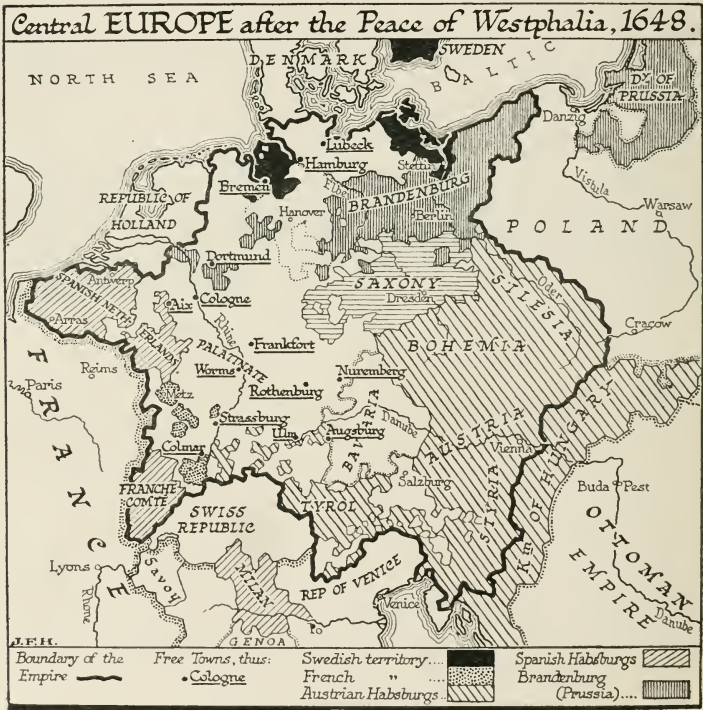 Central EUROPE after the Peace of Westphalia, 1648.
NORTH SEA
DENMARK
SWEDEN
BALTIC
DY. OF
PRUSSIA
Danzig
Lübeck
Hamburg
Stettin
Bremen
Elbe
BRANDENBURG
Berlin
Hanover
REPUBLIC OF
HOLLAND
Vistula
Warsaw
POLAND
Dortmund
SPANISH NETH
ERLANDS
Antwerp
Arras
Aix
Cologne
Rhine
SAXONY
Dresden
SILESIA
Oder
Cracow
BOHEMIA
Frankfort
PALATINATE
Worms
Rothenburg
Nuremberg
Reims
Paris
FRANCE
Metz
Strassburg
Ulm
Augsburg
BAVARIA
Danube
AUSTRIA
Vienna
Colmar
Salzburg
FRANCHE
COMTE
SWISS
REPUBLIC
TYROL
STYRIA
Km OF HUNGARY
Buda
Pest
OTTOMAN
EMPIRE
Danube
Lyons
Rhone
Savoy
MILAN
REP OF VENICE
Venice
Po
GENOA
J.F.H.
Boundary of the
Empire
Free Towns, thus:
Cologne
Swedish territory....
French „ .....
Austrian Habsburgs..
Spanish Habsburgs
Brandenburg
(Prussia)....